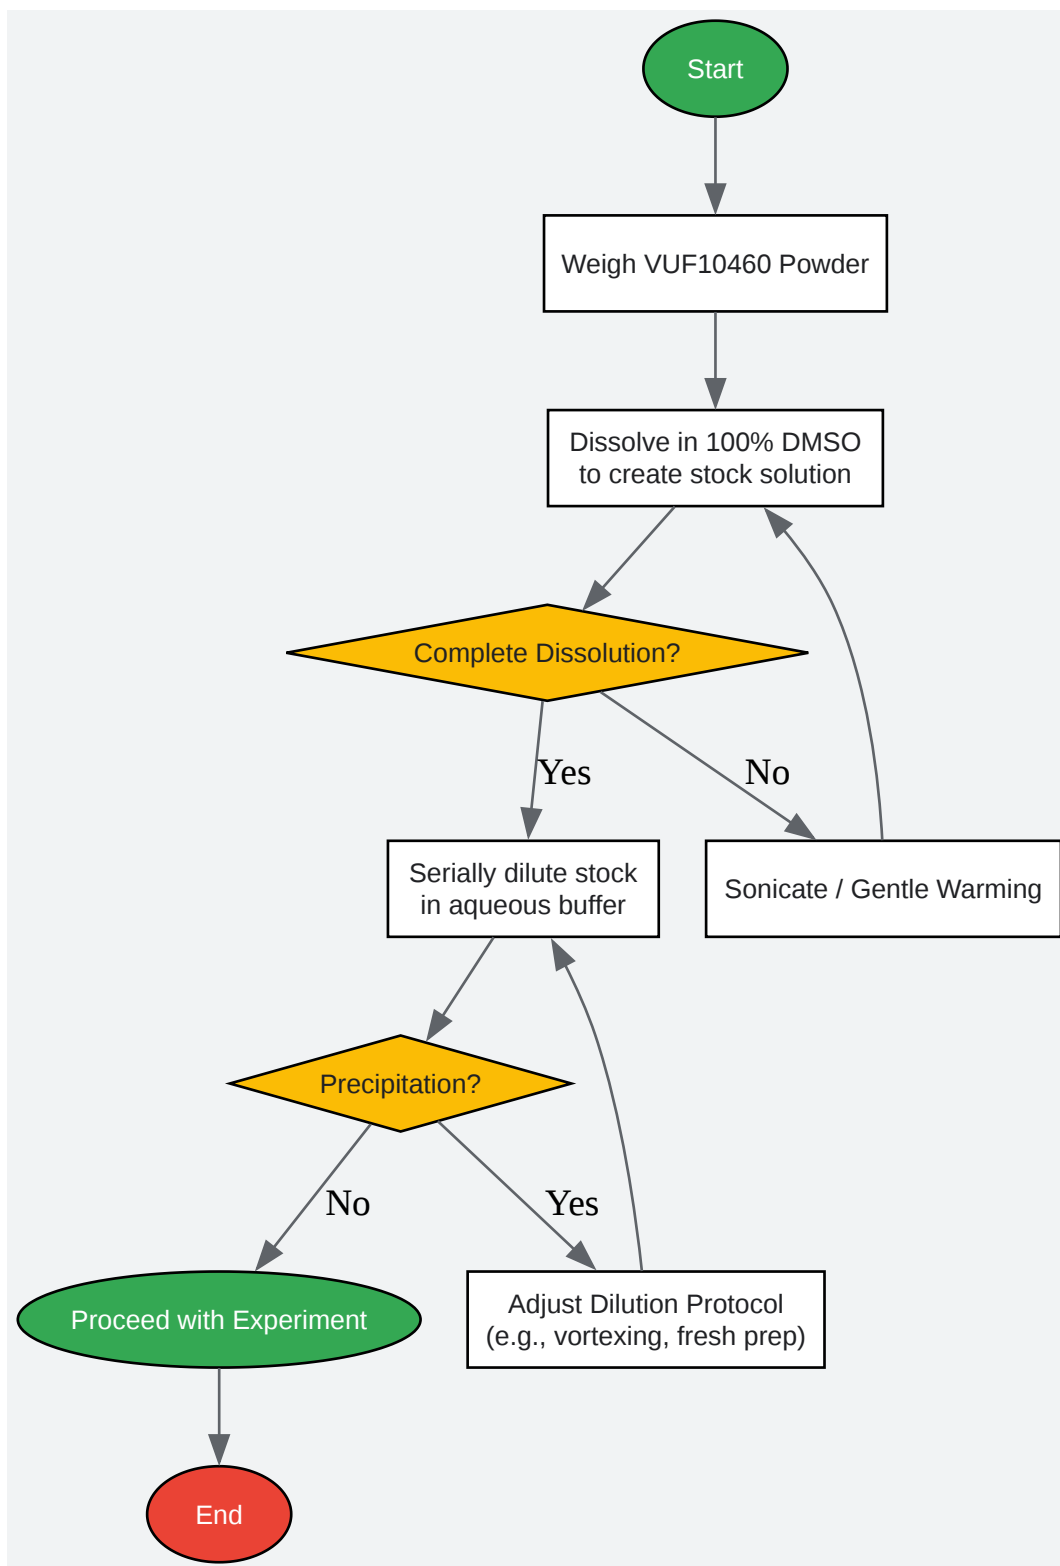 Start
Weigh VUF10460 Powder
Dissolve in 100% DMSO
to create stock solution
Complete Dissolution?
Yes
No
Serially dilute stock
in aqueous buffer
Sonicate / Gentle Warming
Precipitation?
No
Yes
Proceed with Experiment
Adjust Dilution Protocol
(e.g., vortexing, fresh prep)
End